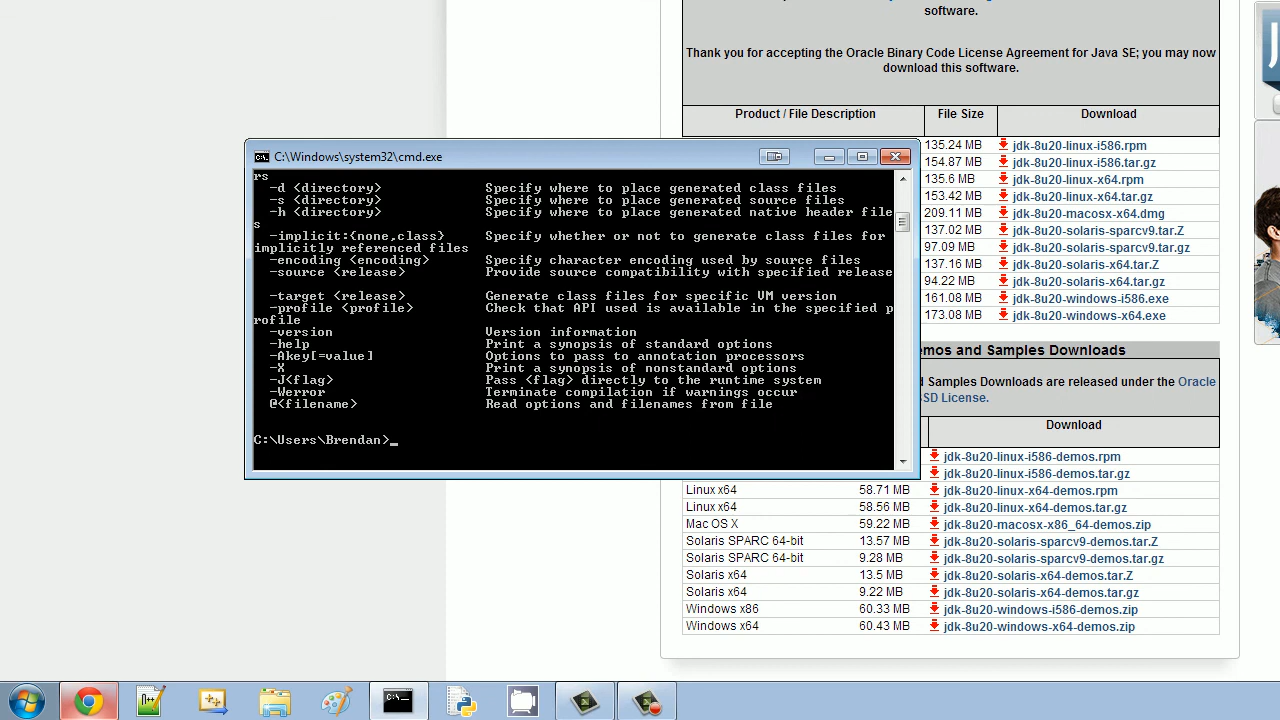 software.
Thank you for accepting the Oracle Binary Code License Agreement for Java SE; you may now
download this software.
Product / File Description File Size Download
135.24 MB jdk-8u20-linux-i586.rpm
154.87 MB jdk-8u20-linux-i586.tar.gz
135.6 MB jdk-8u20-linux-x64.rpm
153.42 MB jdk-8u20-linux-x64.tar.gz
209.11 MB jdk-8u20-macosx-x64.dmg
137.02 MB jdk-8u20-solaris-sparcv9.tar.Z
97.09 MB jdk-8u20-solaris-sparcv9.tar.gz
137.16 MB jdk-8u20-solaris-x64.tar.Z
94.22 MB jdk-8u20-solaris-x64.tar.gz
161.08 MB jdk-8u20-windows-i586.exe
173.08 MB jdk-8u20-windows-x64.exe
C:\Windows\system32\cmd.exe
rs
-d <directory> Specify where to place generated class files
-s <directory> Specify where to place generated source files
-h <directory> Specify where to place generated native header file
s
-implicit:{none,class} Specify whether or not to generate class files for
implicitly referenced files
-encoding <encoding> Specify character encoding used by source files
-source <release> Provide source compatibility with specified release
-target <release> Generate class files for specific VM version
-profile <profile> Check that API used is available in the specified p
rofile
-version Version information
-help Print a synopsis of standard options
-Akey[=value] Options to pass to annotation processors
-X Print a synopsis of nonstandard options
-J<flag> Pass <flag> directly to the runtime system
-Werror Terminate compilation if warnings occur
@<filename> Read options and filenames from file
C:\Users\Brendan>_
emos and Samples Downloads
d Samples Downloads are released under the Oracle
SD License.
Download
jdk-8u20-linux-i586-demos.rpm
jdk-8u20-linux-i586-demos.tar.gz
Linux x64 58.71 MB jdk-8u20-linux-x64-demos.rpm
Linux x64 58.56 MB jdk-8u20-linux-x64-demos.tar.gz
Mac OS X 59.22 MB jdk-8u20-macosx-x86_64-demos.zip
Solaris SPARC 64-bit 13.57 MB jdk-8u20-solaris-sparcv9-demos.tar.Z
Solaris SPARC 64-bit 9.28 MB jdk-8u20-solaris-sparcv9-demos.tar.gz
Solaris x64 13.5 MB jdk-8u20-solaris-x64-demos.tar.Z
Solaris x64 9.22 MB jdk-8u20-solaris-x64-demos.tar.gz
Windows x86 60.33 MB jdk-8u20-windows-i586-demos.zip
Windows x64 60.43 MB jdk-8u20-windows-x64-demos.zip